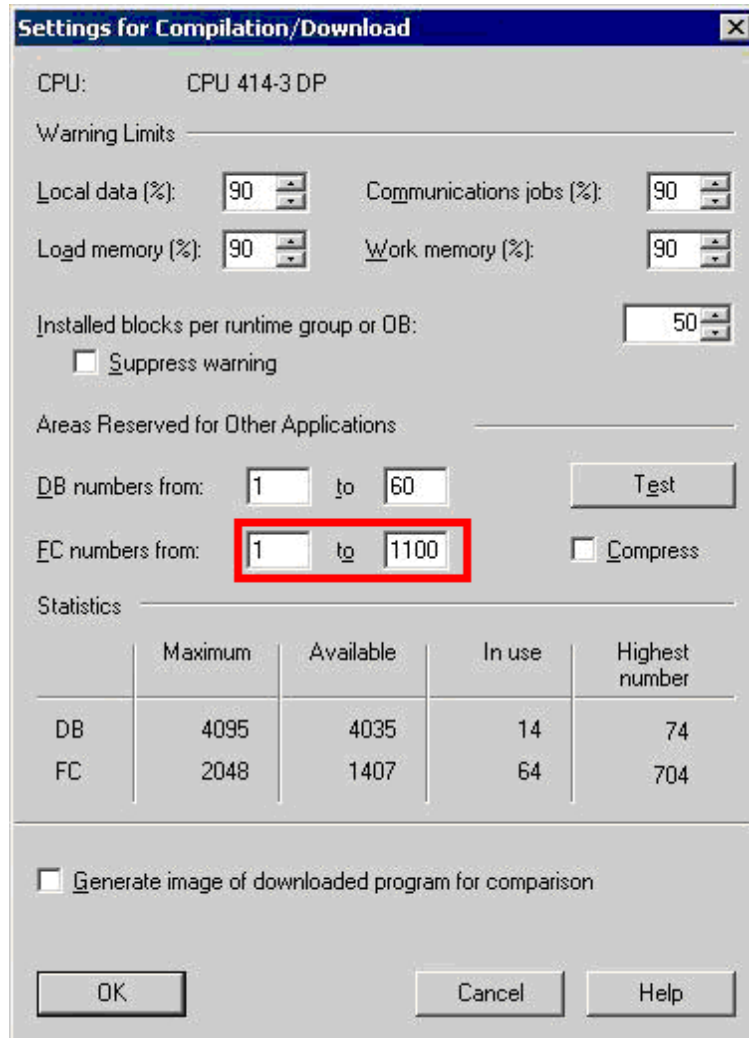 Settings for Compilation/Download
CPU: CPU 414-3 DP
Warning Limits
Local data (%): 90 Communications jobs (%): 90
Load memory (%): 90 Work memory (%): 90
Installed blocks per runtime group or OB: 50
Suppress warning
Areas Reserved for Other Applications
DB numbers from: 1 to 60 Test
FC numbers from: 1 to 1100 Compress
Statistics
Maximum Available In use Highest
number
DB 4095 4035 14 74
FC 2048 1407 64 704
Generate image of downloaded program for comparison
OK Cancel Help